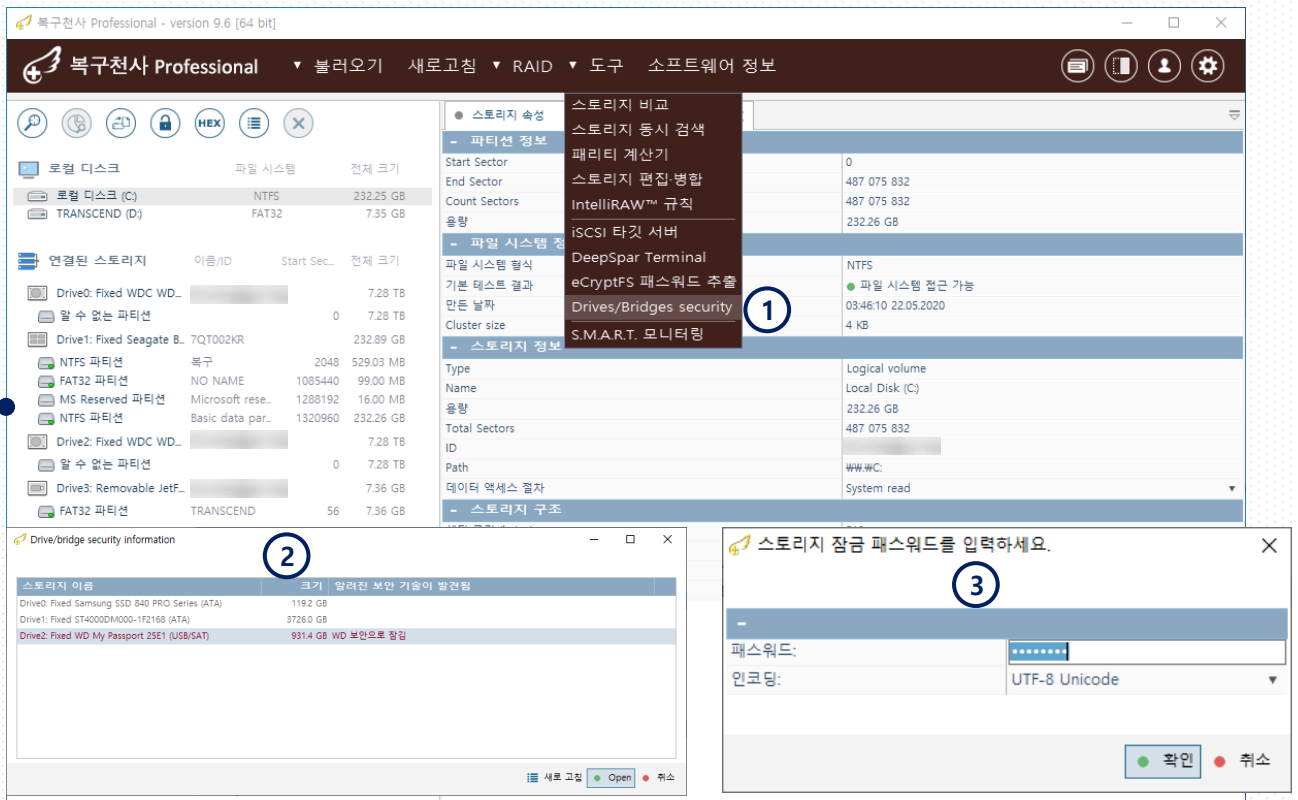 복구천사 Professional - version 9.6 [64 bit]
복구천사 Professional ▼ 불러오기 새로고침 ▼ RAID ▼ 도구 소프트웨어 정보
HEX
로컬 디스크 파일 시스템 전체 크기
로컬 디스크 (C:) NTFS 232.25 GB
TRANSCEND (D:) FAT32 7.35 GB
연결된 스토리지 이름/ID Start Sec... 전체 크기
Drive0: Fixed WDC WD... 7.28 TB
알 수 없는 파티션 0 7.28 TB
Drive1: Fixed Seagate B... 7QT002KR 232.89 GB
NTFS 파티션 복구 2048 529.03 MB
FAT32 파티션 NO NAME 1085440 99.00 MB
MS Reserved 파티션 Microsoft rese... 1288192 16.00 MB
NTFS 파티션 Basic data par... 1320960 232.26 GB
Drive2: Fixed WDC WD... 7.28 TB
알 수 없는 파티션 0 7.28 TB
Drive3: Removable JetF... 7.36 GB
FAT32 파티션 TRANSCEND 56 7.36 GB
스토리지 비교
스토리지 동시 검색
패리티 계산기
스토리지 편집·병합
IntelliRAW™ 규칙
iSCSI 타깃 서버
DeepSpar Terminal
eCryptFS 패스워드 추출
Drives/Bridges security
S.M.A.R.T. 모니터링
1
스토리지 속성
- 파티션 정보
Start Sector 0
End Sector 487 075 832
Count Sectors 487 075 832
용량 232.26 GB
- 파일 시스템 정
파일 시스템 형식 NTFS
기본 테스트 결과 파일 시스템 접근 가능
만든 날짜 03:46:10 22.05.2020
Cluster size 4 KB
- 스토리지 정보
Type Logical volume
Name Local Disk (C:)
용량 232.26 GB
Total Sectors 487 075 832
ID
Path ₩₩.₩C:
데이터 액세스 절차 System read ▼
- 스토리지 구조
Drive/bridge security information
2
스토리지 이름 크기 알려진 보안 기술이 발견됨
Drive0: Fixed Samsung SSD 840 PRO Series (ATA) 119.2 GB
Drive1: Fixed ST4000DM000-1F2168 (ATA) 3726.0 GB
Drive2: Fixed WD My Passport 25E1 (USB/SAT) 931.4 GB WD 보안으로 잠김
새로 고침 Open 취소
스토리지 잠금 패스워드를 입력하세요.
3
-
패스워드: ••••••••
인코딩: UTF-8 Unicode ▼
확인 취소